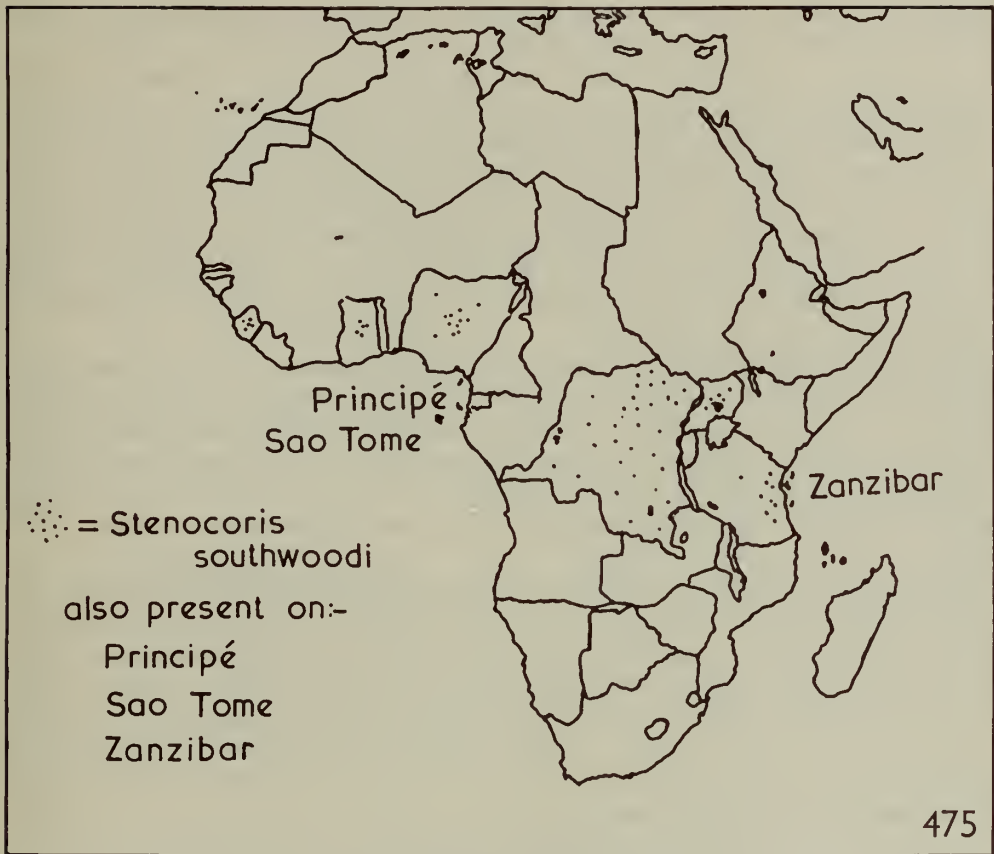 Principé
Sao Tome
Zanzibar
= Stenocoris
southwoodi
also present on:-
Principé
Sao Tome
Zanzibar
475